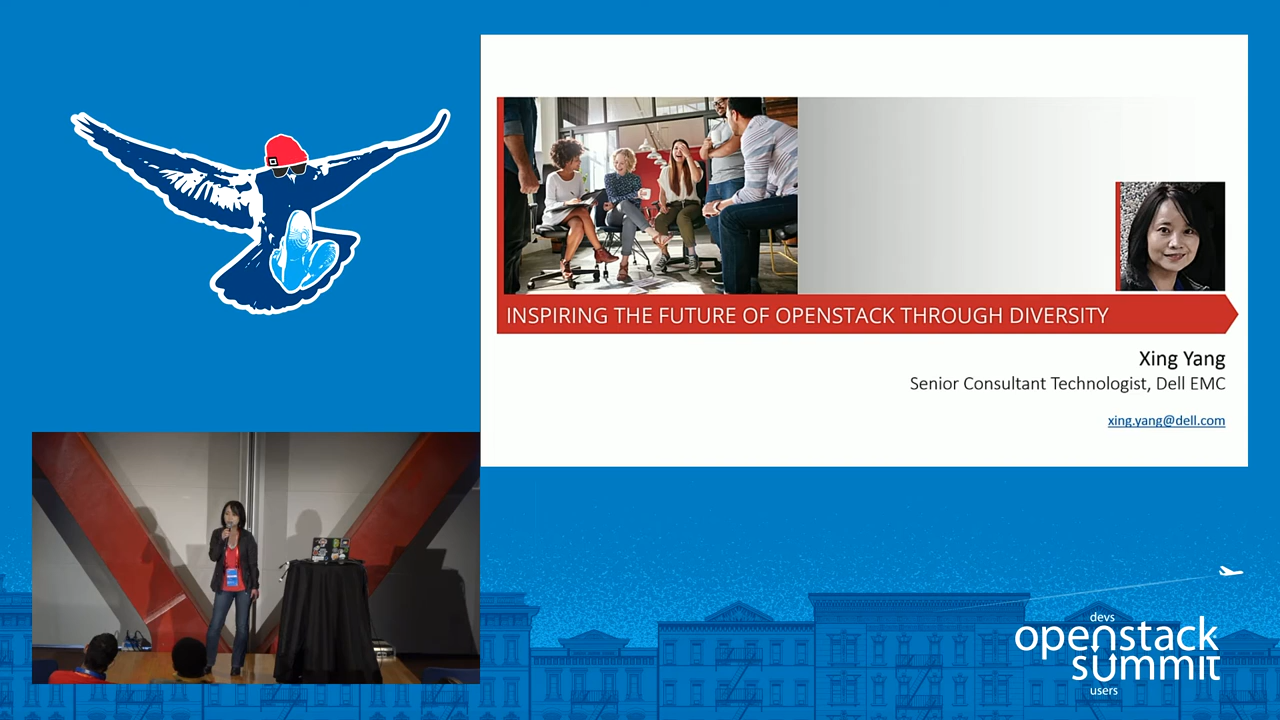 INSPIRING THE FUTURE OF OPENSTACK THROUGH DIVERSITY
Xing Yang
Senior Consultant Technologist, Dell EMC
xing.yang@dell.com
devs
openstack
summit
users